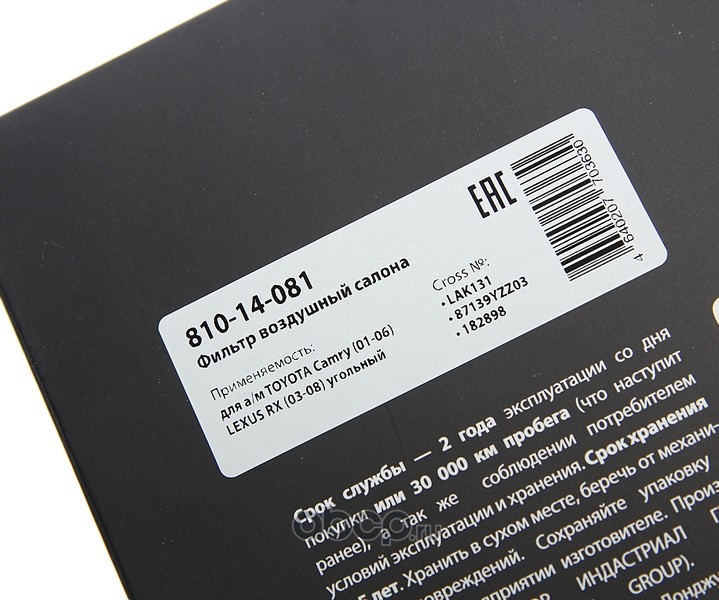 810-14-081
Фильтр воздушный салона
Применяемость:
для а/м TOYOTA Camry (01-06)
LEXUS RX (03-08) угольный
EAC
Cross №:
• LAK131
• 87139YZZ03
• 182898
4 640207 703630
Срок службы — 2 года эксплуатации со дня
покупки или 30 000 км пробега (что наступит
ранее), а так же соблюдении потребителем
условий эксплуатации и хранения. Срок хранения
5 лет. Хранить в сухом месте, беречь от механи-
повреждений. Сохраняйте упаковку
предприятии изготовителе. Произ
ИНДАСТРИАЛ
GROUP).
Лонджу